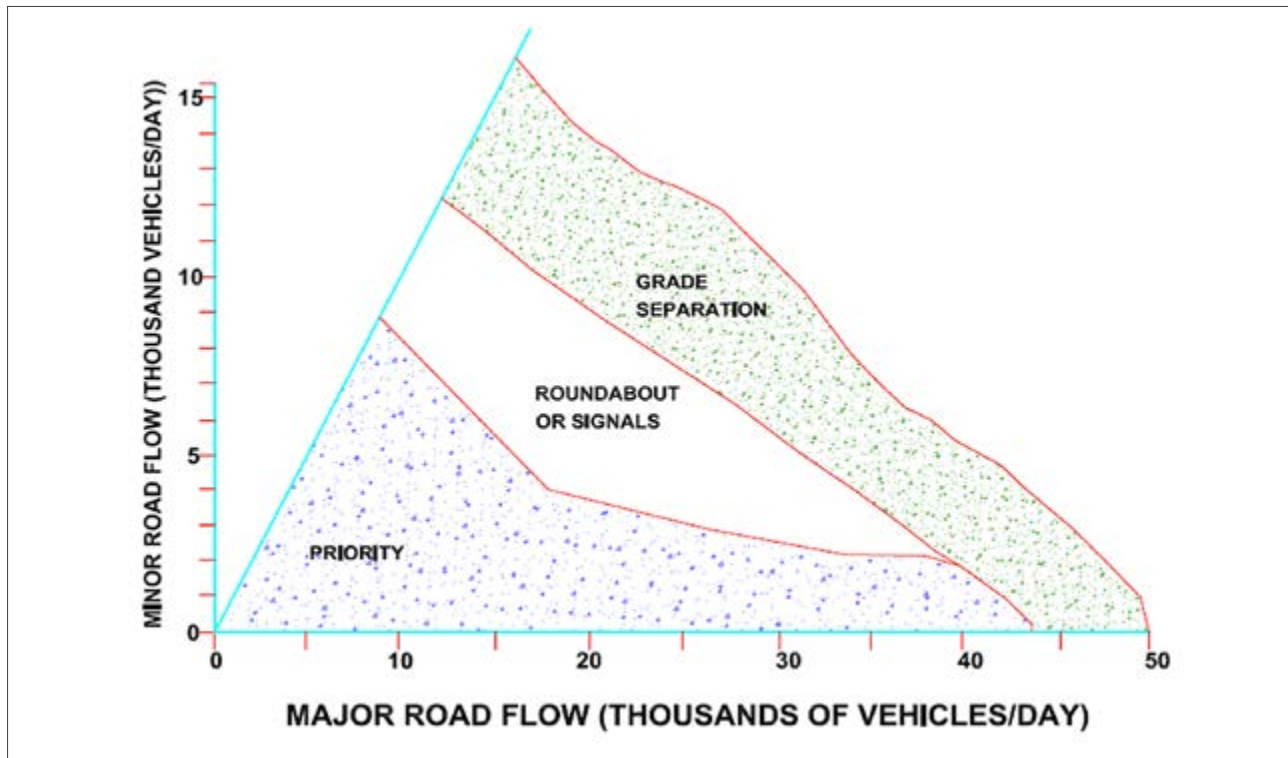 MINOR ROAD FLOW (THOUSAND VEHICLES/DAY))
15
10
5
0
GRADE
SEPARATION
ROUNDABOUT
OR SIGNALS
PRIORITY
0 10 20 30 40 50
MAJOR ROAD FLOW (THOUSANDS OF VEHICLES/DAY)